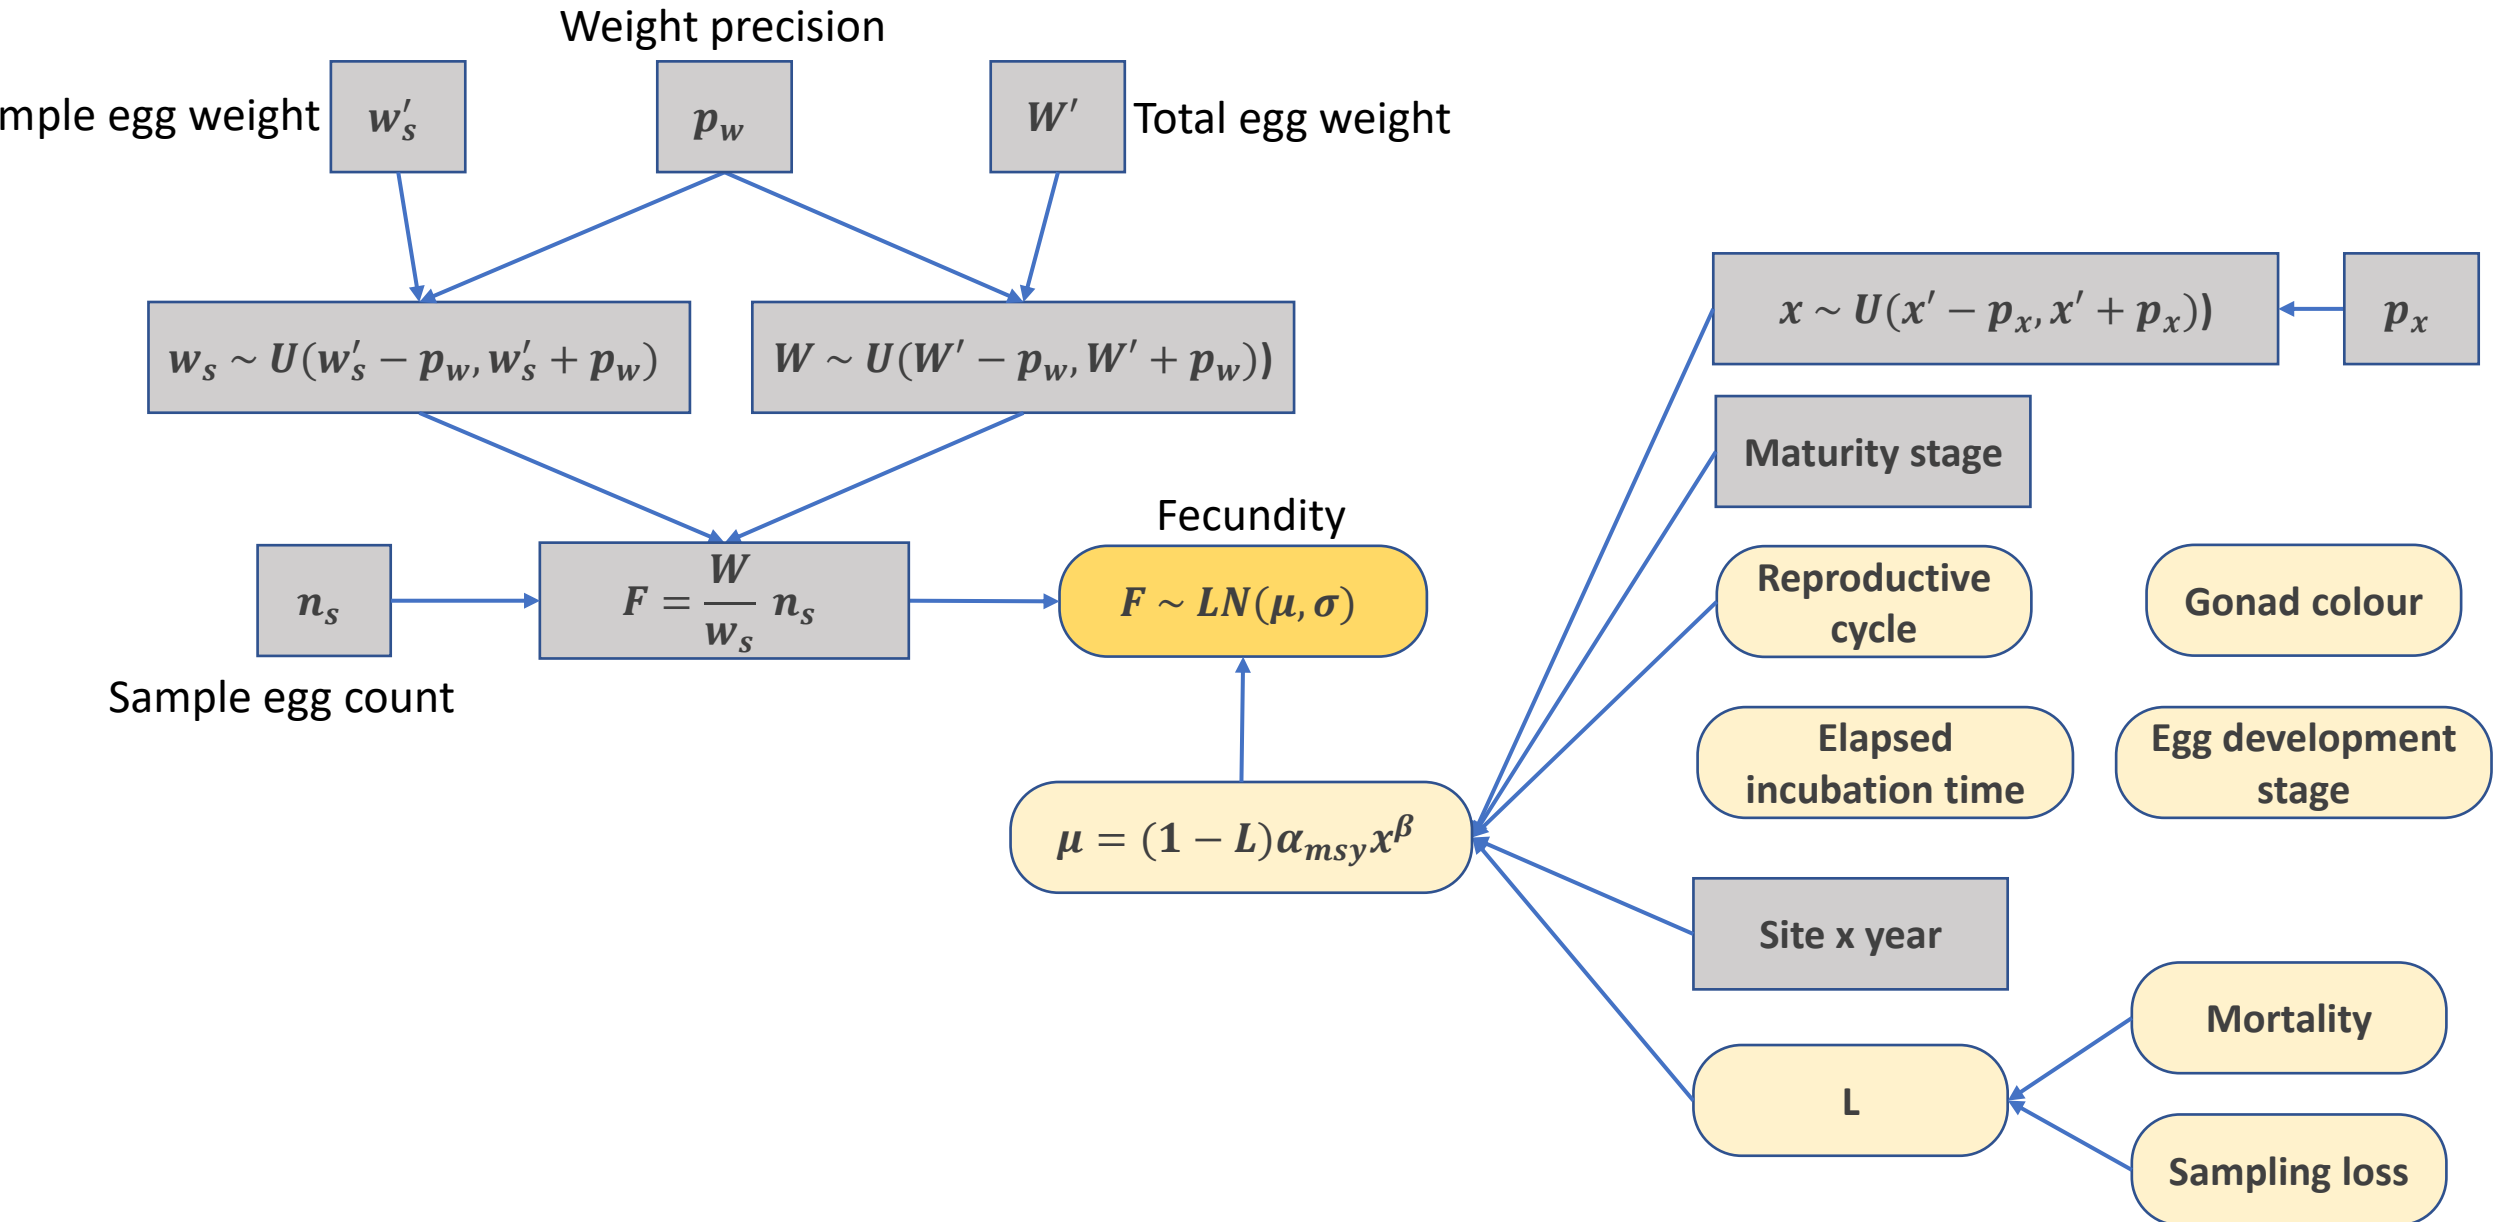 Weight precision
mple egg weight
w′_s
p_w
W′
Total egg weight
w_s ~ U(w′_s − p_w, w′_s + p_w)
W ~ U(W′ − p_w, W′ + p_w))
x ~ U(x′ − p_x, x′ + p_x))
p_x
Maturity stage
Fecundity
n_s
F = W/w_s n_s
F ~ LN(μ, σ)
Reproductive
cycle
Gonad colour
Sample egg count
Elapsed
incubation time
Egg development
stage
μ = (1 − L)α_msy x^β
Site x year
Mortality
L
Sampling loss